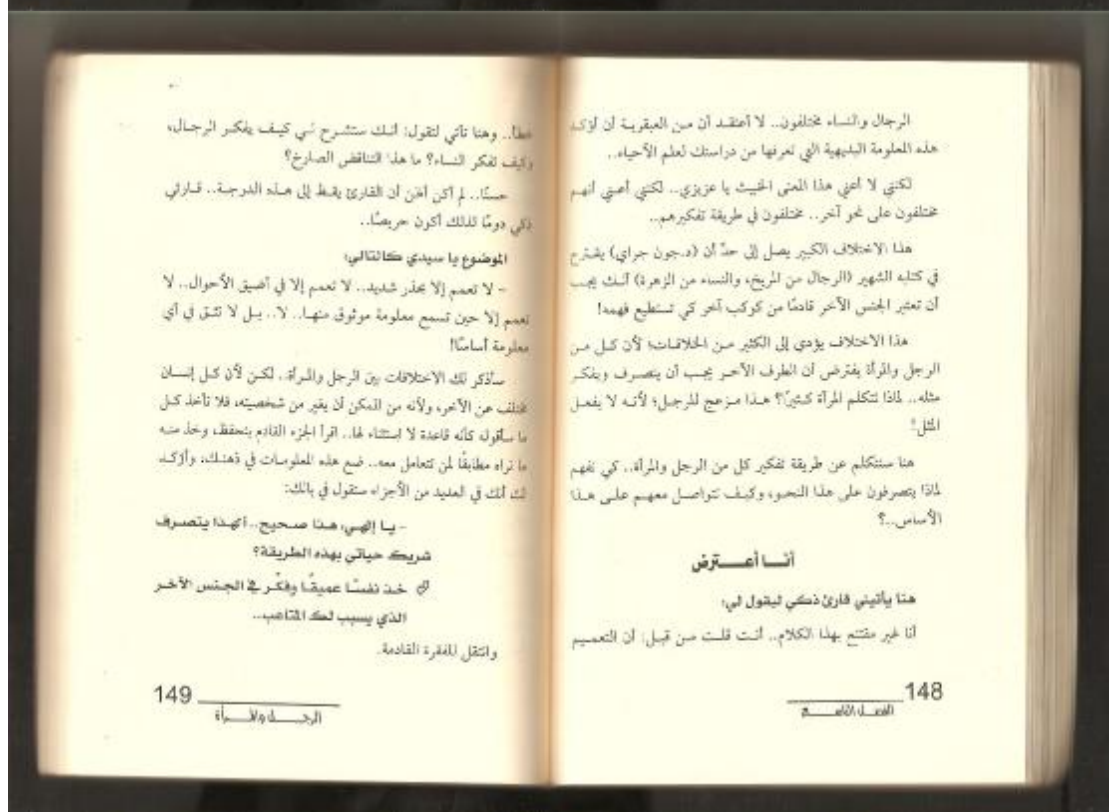 الرجال والنساء مختلفون.. لا أعتقد أن من العبقرية أن أؤكد
هذه المعلومة البديهية التي تعرفها من دراستك لعلم الأحياء..
لكنني لا أعني هذا المعنى الخبيث يا عزيزي.. لكنني أعني أنهم
مختلفون على نحو آخر.. مختلفون في طريقة تفكيرهم..
هذا الاختلاف الكبير يصل إلى حدّ أن (د.جون جراي) يقترح
في كتابه الشهير (الرجال من المريخ، والنساء من الزهرة) أنك يجب
أن تعتبر الجنس الآخر قادمًا من كوكب آخر كي تستطيع فهمه!
هذا الاختلاف يؤدي إلى الكثير من الخلافات؛ لأن كل من
الرجل والمرأة يفترض أن الطرف الآخر يجب أن يتصرف ويفكر
مثله.. لماذا تتكلم المرأة كثيرًا؟ هذا مزعج للرجل؛ لأنه لا يفعل
المثل!
هنا سنتكلم عن طريقة تفكير كل من الرجل والمرأة.. كي نفهم
لماذا يتصرفون على هذا النحو، وكيف نتواصل معهم على هذا
الأساس..؟
أنــا أعــــترض
هنا يأتيني قارئ ذكي ليقول لي:
أنا غير مقتنع بهذا الكلام.. أنت قلت من قبل: أن التعميم
148
الفصل التاسع
خطأ.. وهنا تأتي لتقول: أنك ستشرح لي كيف يفكر الرجال،
وكيف تفكر النساء؟ ما هذا التناقض الصارخ؟
حسنًا.. لم أكن أظن أن القارئ يقظ إلى هذه الدرجة.. قارئي
ذكي دومًا لذلك أكون حريصًا..
الموضوع يا سيدي كالتالي:
- لا تعمم إلا بحذر شديد.. لا تعمم إلا في أضيق الأحوال.. لا
تعمم إلا حين تسمع معلومة موثوق منها.. لا.. بل لا تثق في أي
معلومة أساسًا!
سأذكر لك الاختلافات بين الرجل والمرأة.. لكن لأن كل إنسان
مختلف عن الآخر، ولأنه من الممكن أن يغير من شخصيته، فلا تأخذ كل
ما سأقوله كأنه قاعدة لا استثناء لها.. اقرأ الجزء القادم بتحفظ، وخذ منه
ما تراه مطابقًا لمن تتعامل معه.. ضع هذه المعلومات في ذهنك، وأؤكد
لك أنك في العديد من الأجزاء ستقول في بالك:
- يا إلهي، هذا صحيح.. أهكذا يتصرف
شريك حياتي بهذه الطريقة؟
خذ نفسًا عميقًا وفكّر في الجنس الآخر
الذي يسبب لك المتاعب..
وانتقل للفقرة القادمة.
149
الرجــــل والمــــرأة